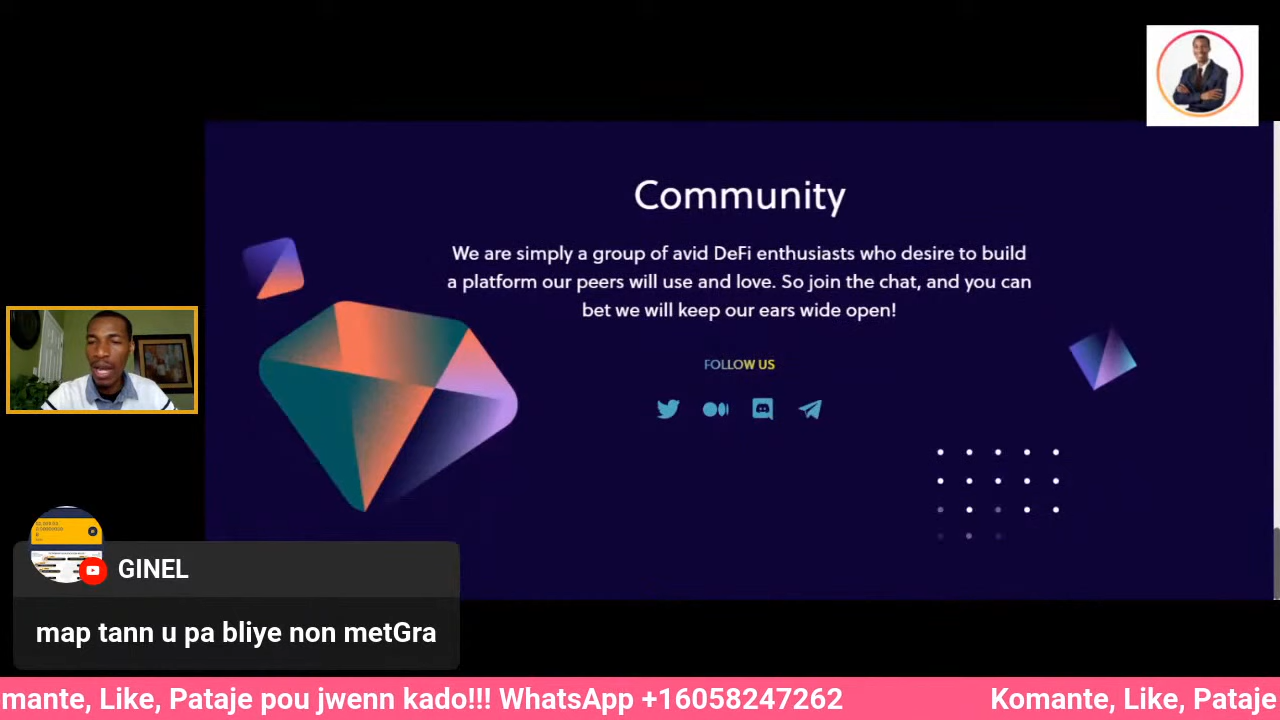 Community
We are simply a group of avid DeFi enthusiasts who desire to build
a platform our peers will use and love. So join the chat, and you can
bet we will keep our ears wide open!
FOLLOW US
GINEL
map tann u pa bliye non metGra
mante, Like, Pataje pou jwenn kado!!! WhatsApp +16058247262 Komante, Like, Pataje